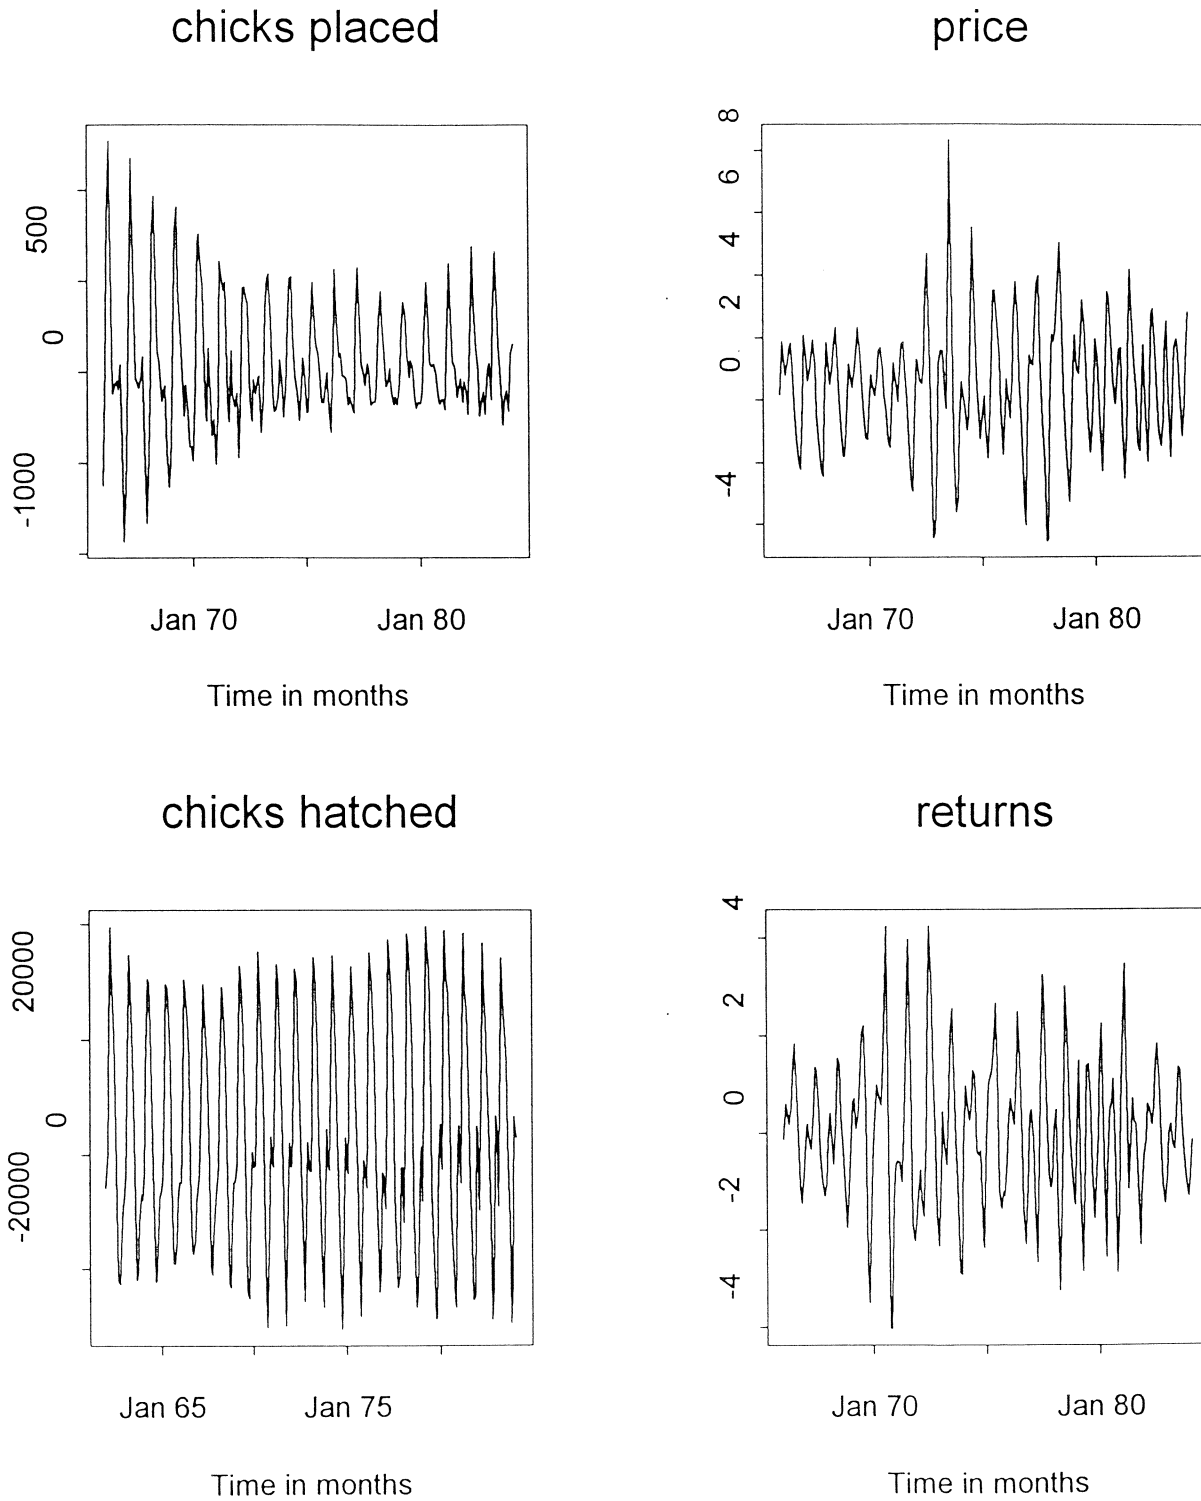 chicks placed
500
0
-1000
Jan 70 Jan 80
Time in months
price
8
6
4
2
0
-4
Jan 70 Jan 80
Time in months
chicks hatched
20000
0
-20000
Jan 65 Jan 75
Time in months
returns
4
2
0
-2
-4
Jan 70 Jan 80
Time in months